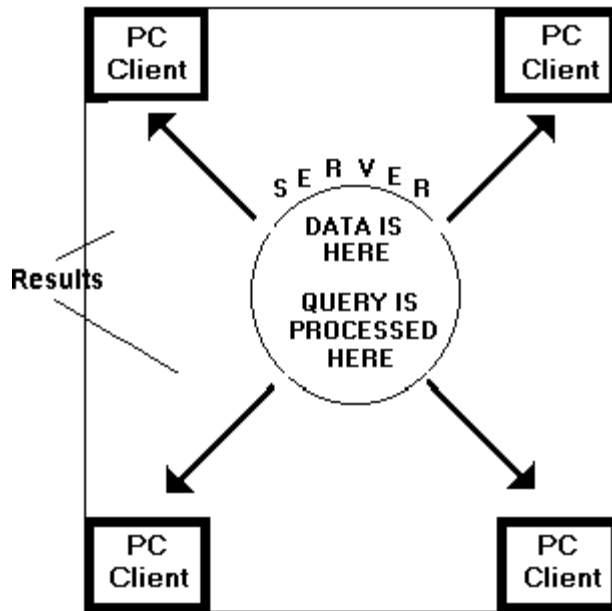 PC
Client
PC
Client
SERVER
DATA IS
HERE
QUERY IS
PROCESSED
HERE
Results
PC
Client
PC
Client